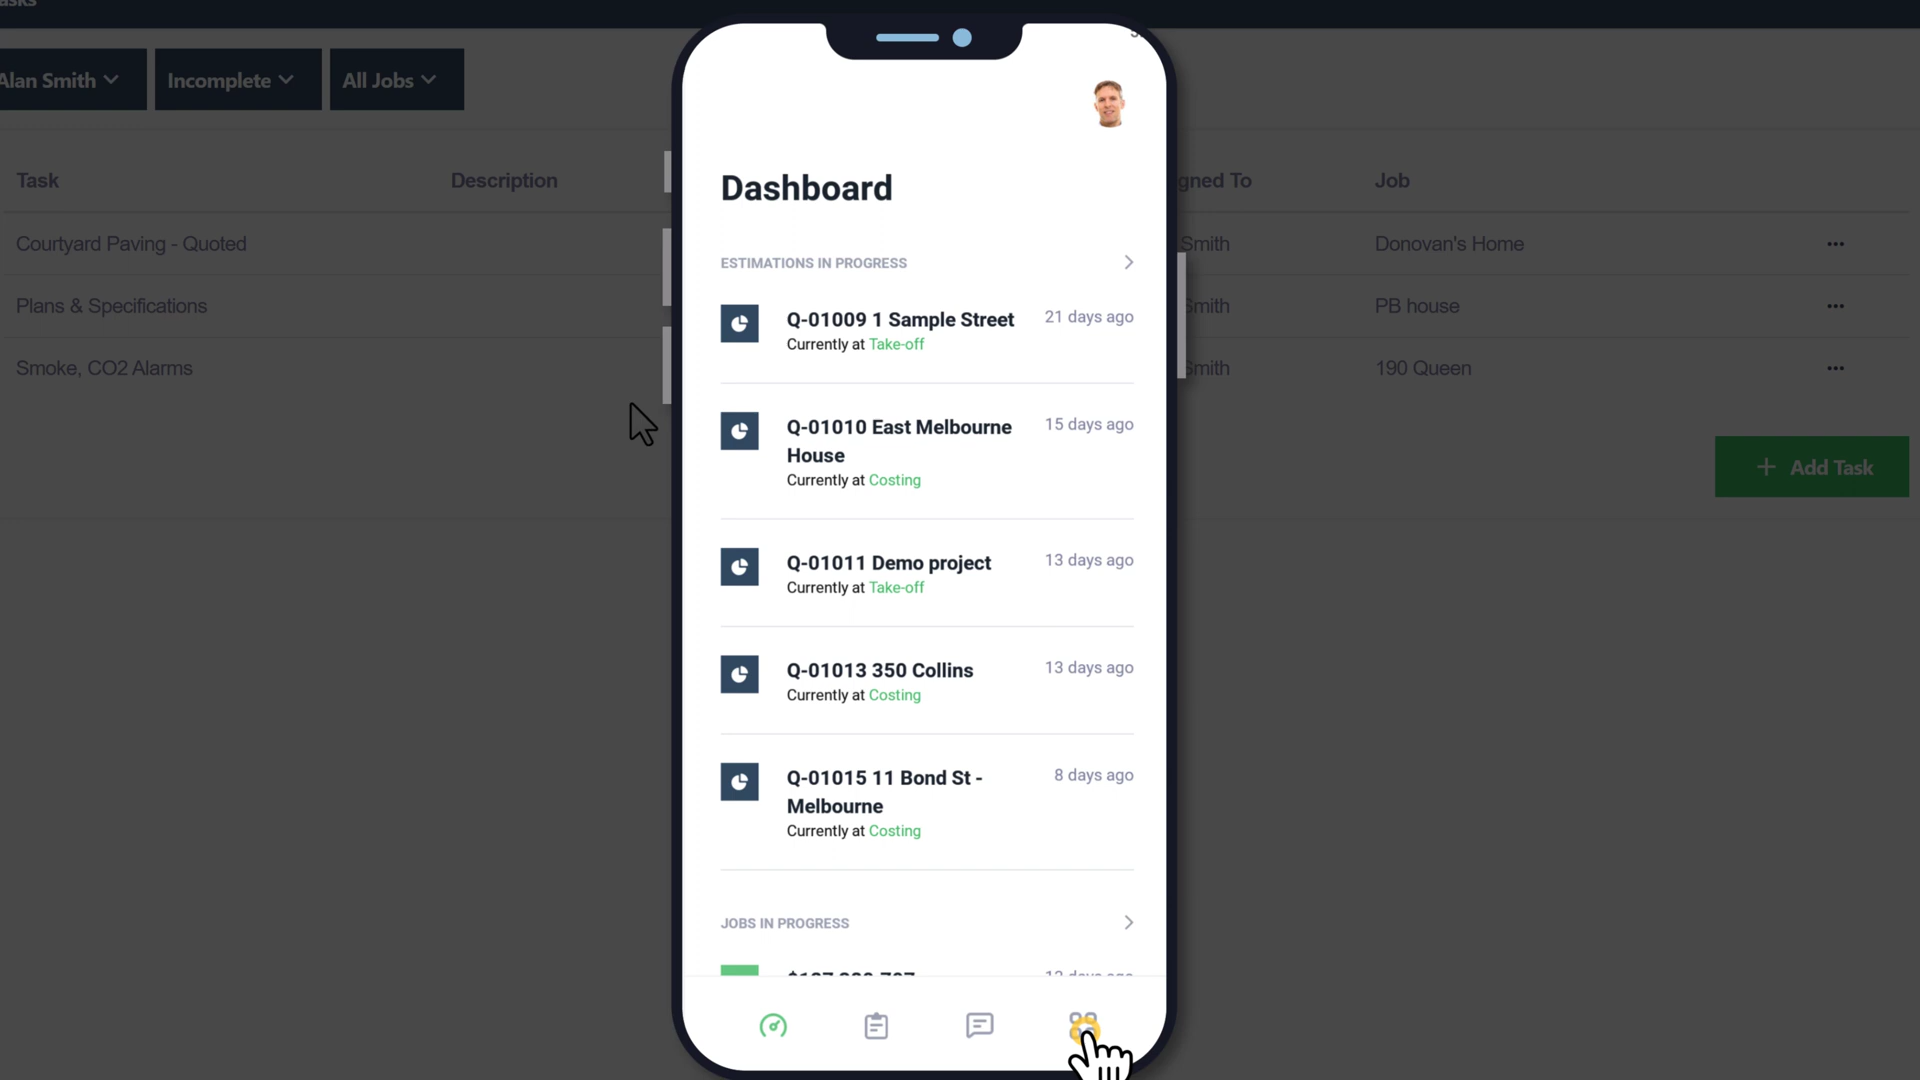 Alan Smith
Incomplete
All Jobs
Task
Description
gned To
Job
Courtyard Paving - Quoted
Smith
Donovan's Home
•••
Plans & Specifications
Smith
PB house
•••
Smoke, CO2 Alarms
Smith
190 Queen
•••
+ Add Task
Dashboard
ESTIMATIONS IN PROGRESS
Q-01009 1 Sample Street
21 days ago
Currently at Take-off
Q-01010 East Melbourne
15 days ago
House
Currently at Costing
Q-01011 Demo project
13 days ago
Currently at Take-off
Q-01013 350 Collins
13 days ago
Currently at Costing
Q-01015 11 Bond St -
8 days ago
Melbourne
Currently at Costing
JOBS IN PROGRESS